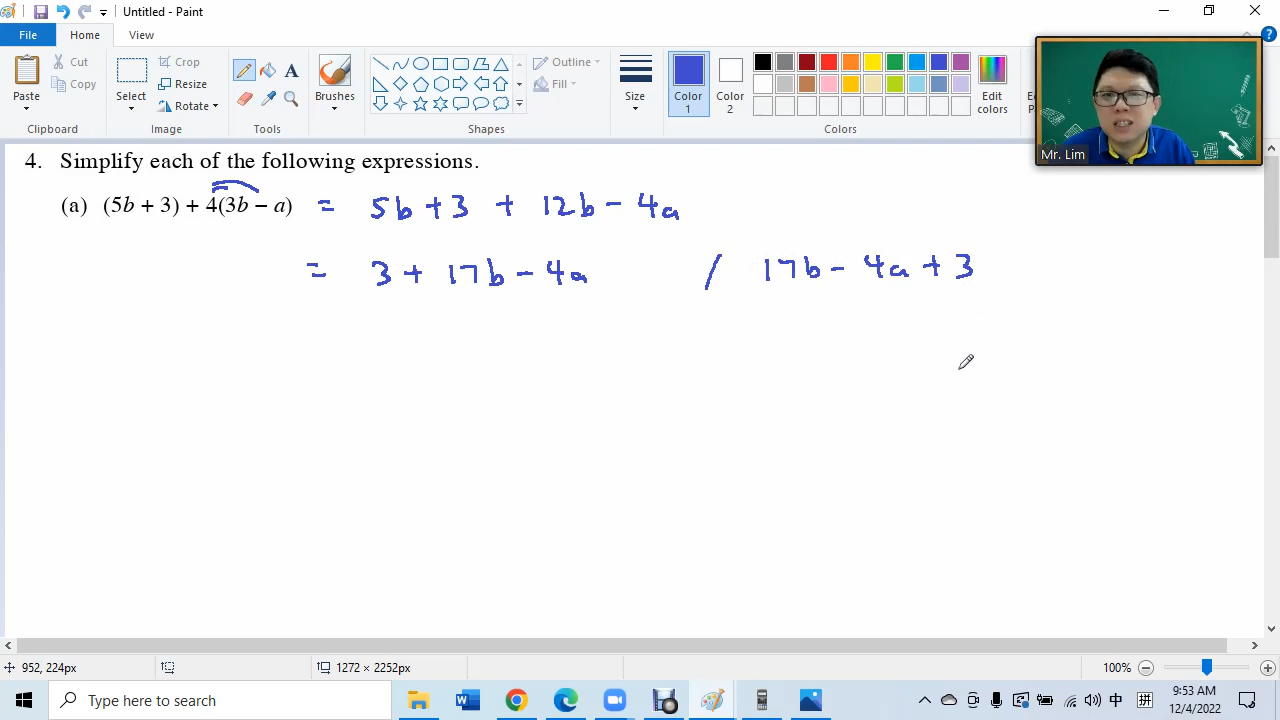 Untitled - Paint
File Home View
Paste Cut Copy
Clipboard
Select Crop Resize Rotate
Image
A
Tools
Brushes
Outline Fill
Shapes
Size
Color 1
Color 2
Edit colors
Colors
Mr. Lim
4. Simplify each of the following expressions.
(a) (5b + 3) + 4(3b − a) = 5b + 3 + 12b − 4a
= 3 + 17b − 4a / 17b − 4a + 3
952, 224px 1272 × 2252px 100%
Type here to search
中 拼 9:53 AM
12/4/2022